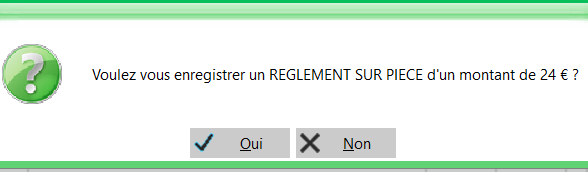 Voulez vous enregistrer un REGLEMENT SUR PIECE d'un montant de 24 € ?
Oui Non